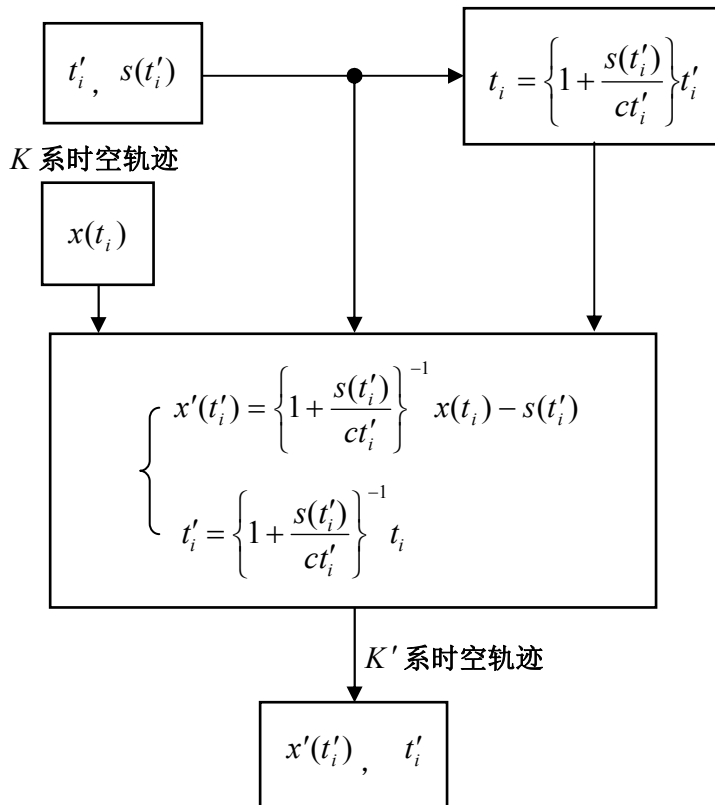 t′ᵢ, s(t′ᵢ)
tᵢ = {1 + s(t′ᵢ)/(ct′ᵢ)}t′ᵢ
K 系时空轨迹
x(tᵢ)
x′(t′ᵢ) = {1 + s(t′ᵢ)/(ct′ᵢ)}⁻¹ x(tᵢ) − s(t′ᵢ)
t′ᵢ = {1 + s(t′ᵢ)/(ct′ᵢ)}⁻¹ tᵢ
K′ 系时空轨迹
x′(t′ᵢ), t′ᵢ